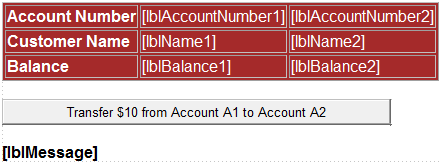 Account Number [lblAccountNumber1] [lblAccountNumber2]
Customer Name [lblName1] [lblName2]
Balance [lblBalance1] [lblBalance2]
Transfer $10 from Account A1 to Account A2
[lblMessage]